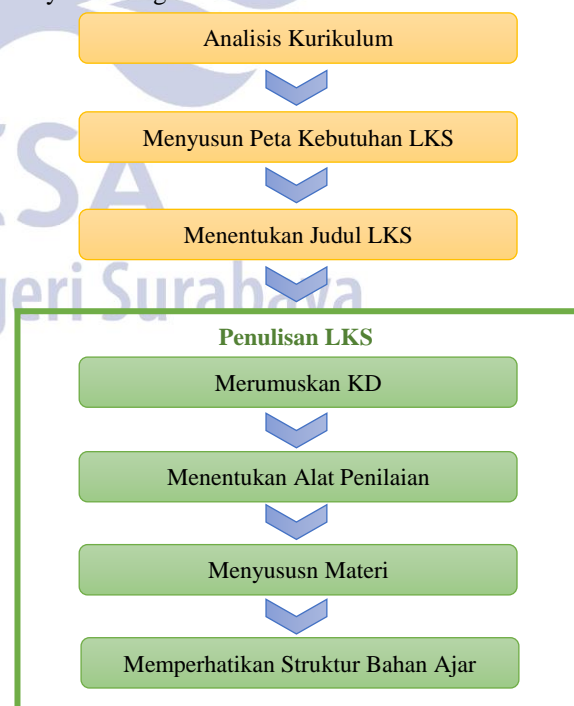 Analisis Kurikulum
Menyusun Peta Kebutuhan LKS
Menentukan Judul LKS
geri Surabaya
Penulisan LKS
Merumuskan KD
Menentukan Alat Penilaian
Menyususn Materi
Memperhatikan Struktur Bahan Ajar